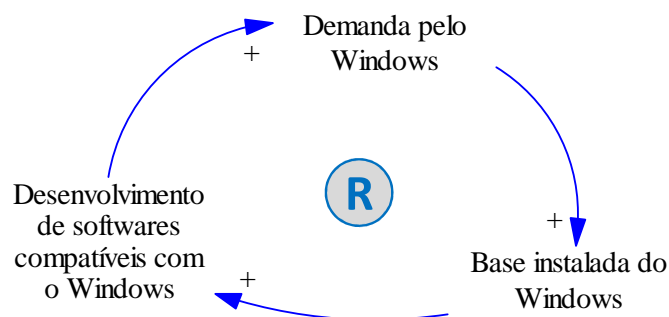 Demanda pelo
Windows
+
R
+
Base instalada do
Windows
+
Desenvolvimento
de softwares
compatíveis com
o Windows